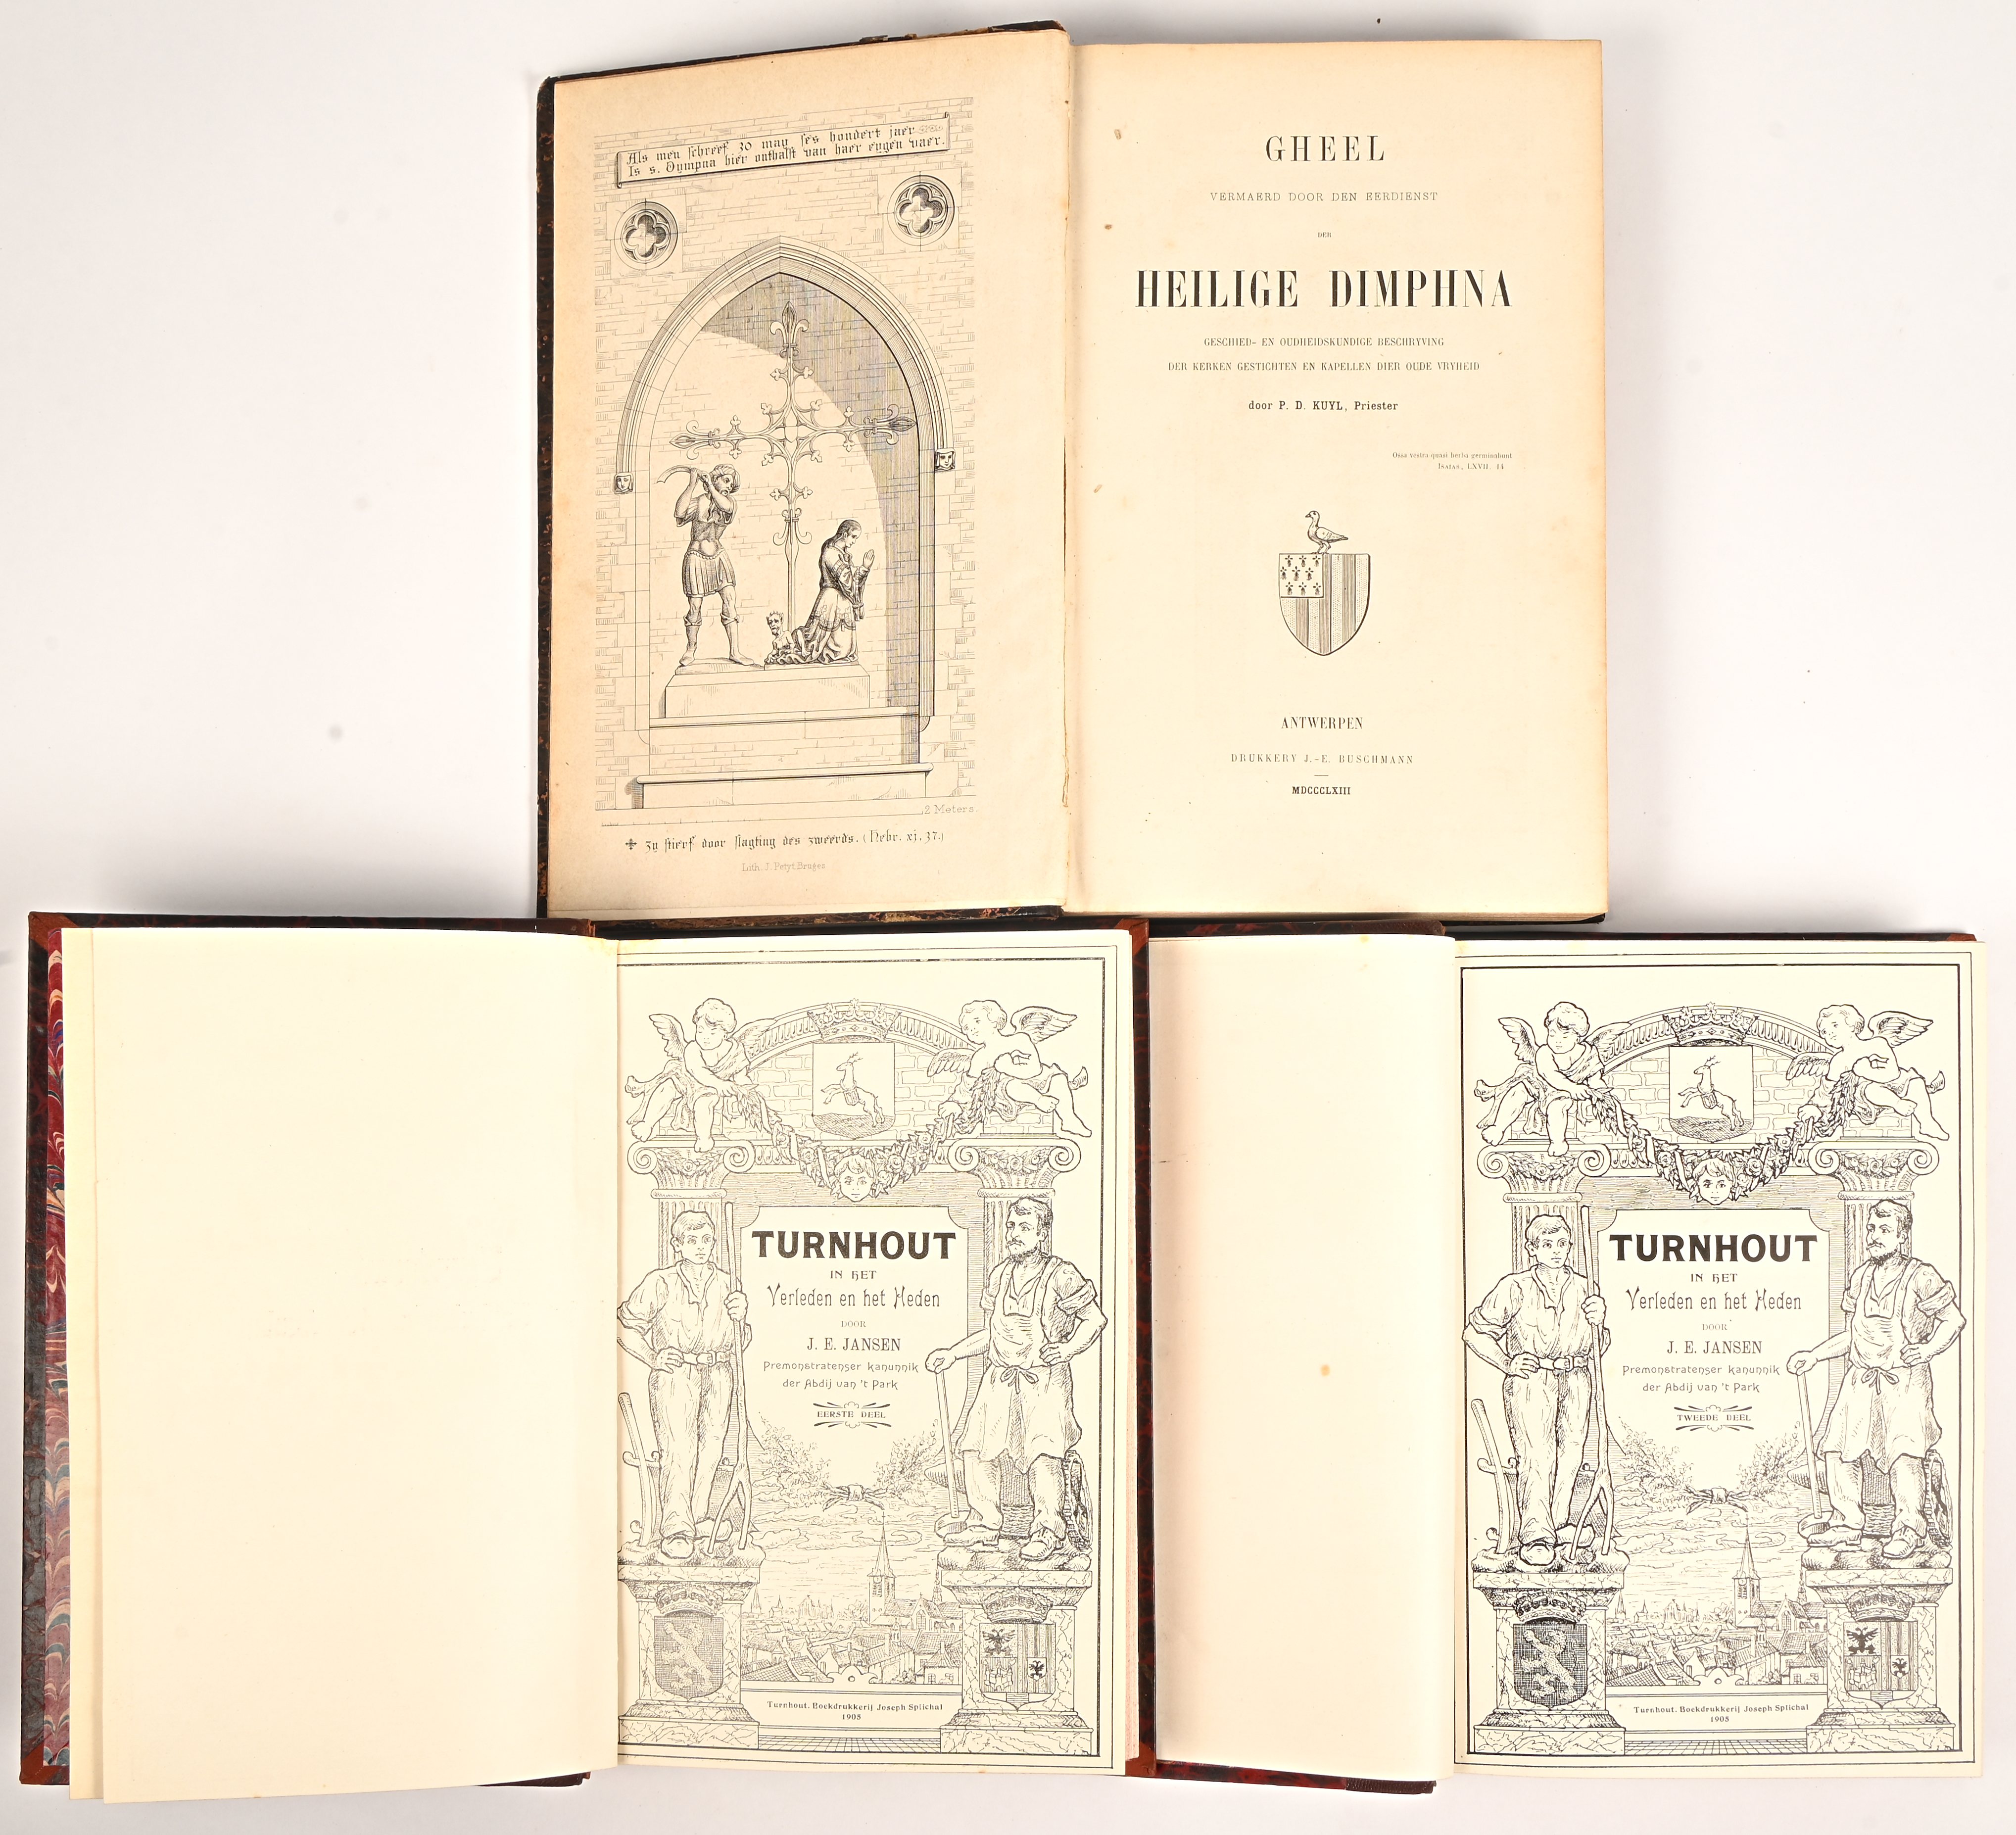 Als men schreef 30 may ses hondert jaer
Is s. Dympna hier onthalst van haer eygen vaer.
2 Meters.
✢ Zy stierf door slagting des zweerds. (Hebr. xj. 37.)
Lith. J. Petyt Bruges
GHEEL
VERMAERD DOOR DEN EERDIENST
DER
HEILIGE DIMPHNA
GESCHIED- EN OUDHEIDSKUNDIGE BESCHRYVING
DER KERKEN GESTICHTEN EN KAPELLEN DIER OUDE VRYHEID
door P. D. KUYL, Priester
Ossa vestra quasi herba germinabunt
ISAIAS, LXVII. 14
ANTWERPEN
DRUKKERY J.-E. BUSCHMANN
MDCCCLXIII
TURNHOUT
IN HET
Verleden en het Heden
DOOR
J. E. JANSEN
Premonstratenser kanunnik
der Abdij van 't Park
EERSTE DEEL
Turnhout. Boekdrukkerij Joseph Splichal
1905
TURNHOUT
IN HET
Verleden en het Heden
DOOR
J. E. JANSEN
Premonstratenser kanunnik
der Abdij van 't Park
TWEEDE DEEL
Turnhout. Boekdrukkerij Joseph Splichal
1905